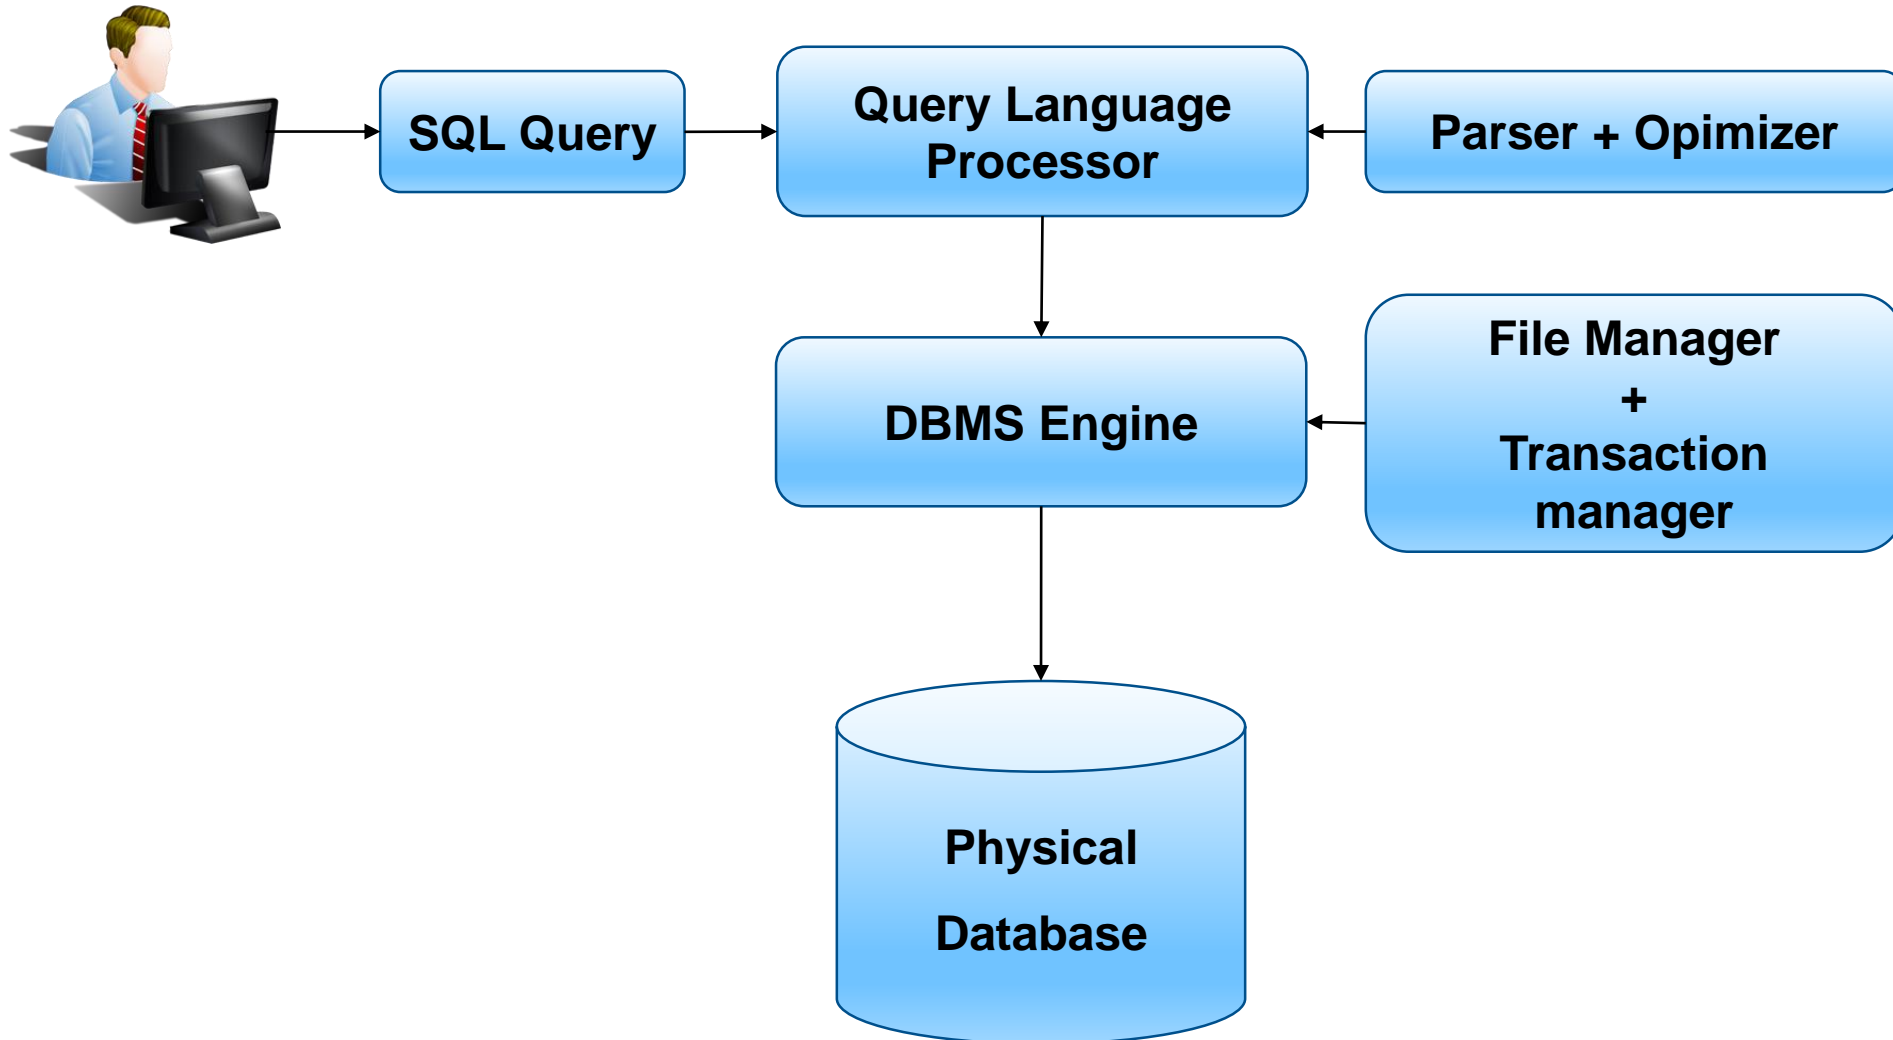 SQL Query
Query Language
Processor
Parser + Opimizer
DBMS Engine
File Manager
+
Transaction
manager
Physical
Database